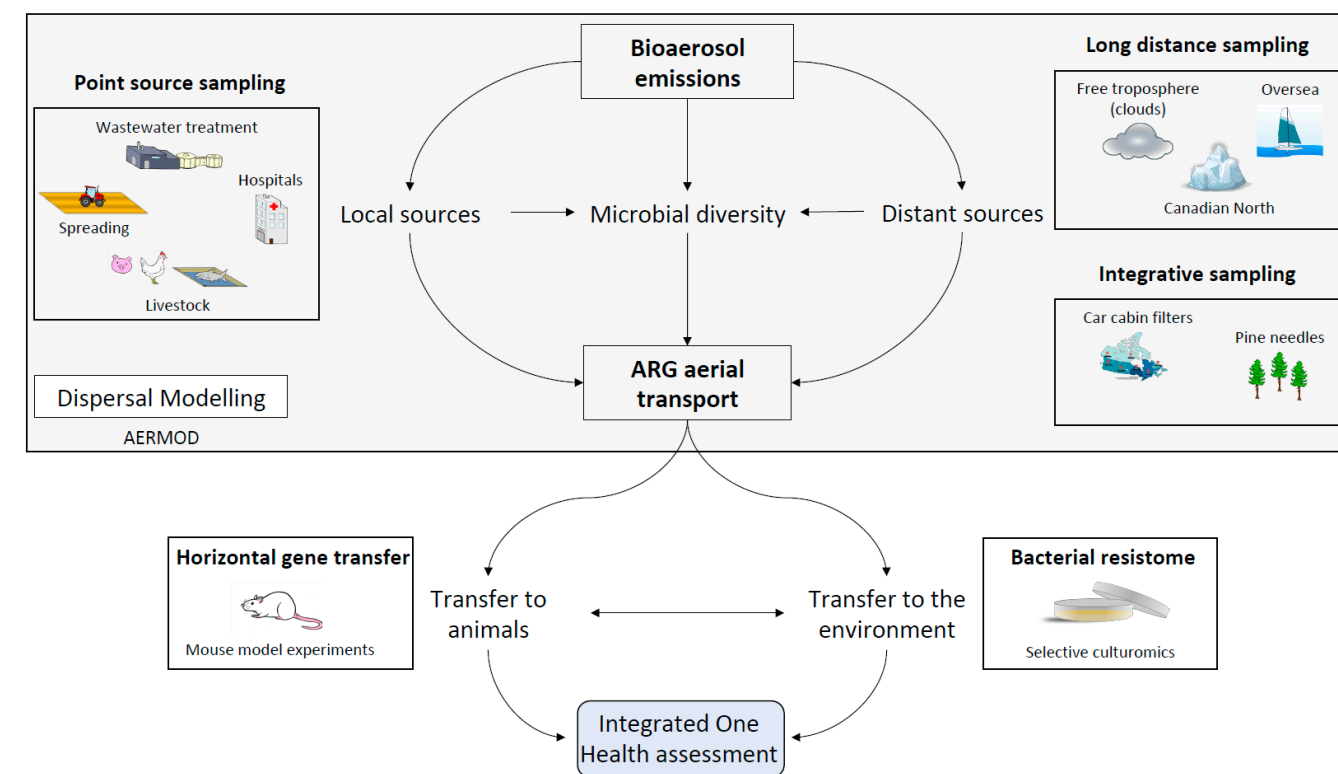 Bioaerosol
emissions
Point source sampling
Wastewater treatment
Hospitals
Spreading
Livestock
Dispersal Modelling
AERMOD
Local sources
Microbial diversity
Distant sources
ARG aerial
transport
Long distance sampling
Free troposphere
(clouds)
Oversea
Canadian North
Integrative sampling
Car cabin filters
Pine needles
Horizontal gene transfer
Mouse model experiments
Transfer to
animals
Transfer to the
environment
Bacterial resistome
Selective culturomics
Integrated One
Health assessment